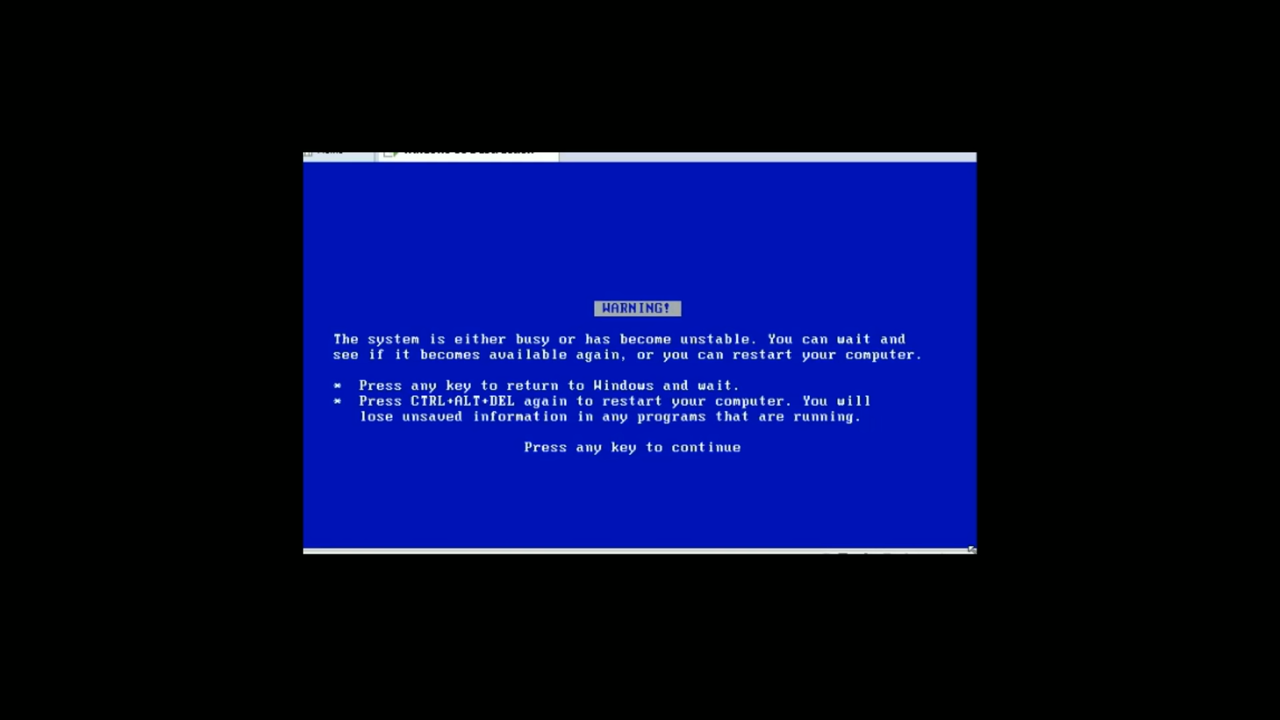 WARNING!
The system is either busy or has become unstable. You can wait and
see if it becomes available again, or you can restart your computer.
* Press any key to return to Windows and wait.
* Press CTRL+ALT+DEL again to restart your computer. You will
lose unsaved information in any programs that are running.
Press any key to continue